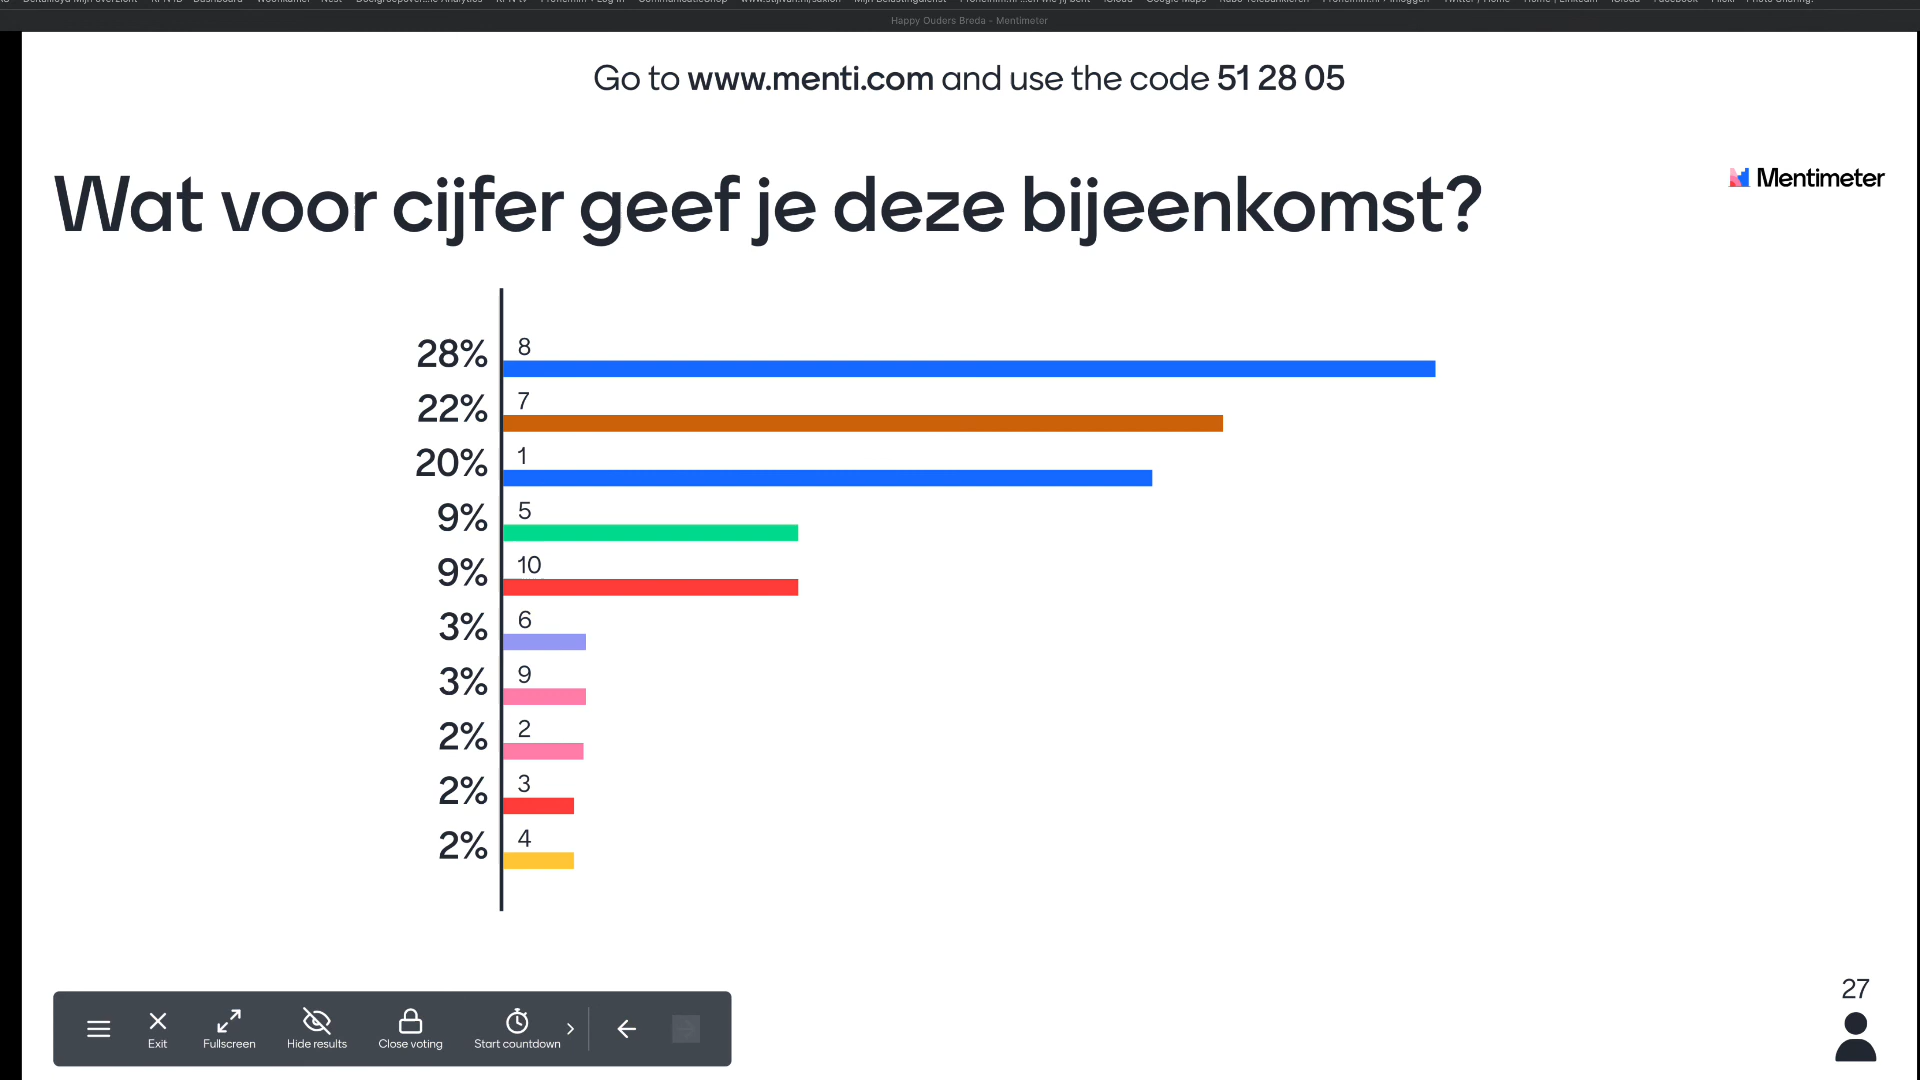 Happy Ouders Breda – Mentimeter
Go to www.menti.com and use the code 51 28 05
Wat voor cijfer geef je deze bijeenkomst?
Mentimeter
28% 8
22% 7
20% 1
9% 5
9% 10
3% 6
3% 9
2% 2
2% 3
2% 4
27
Exit Fullscreen Hide results Close voting Start countdown